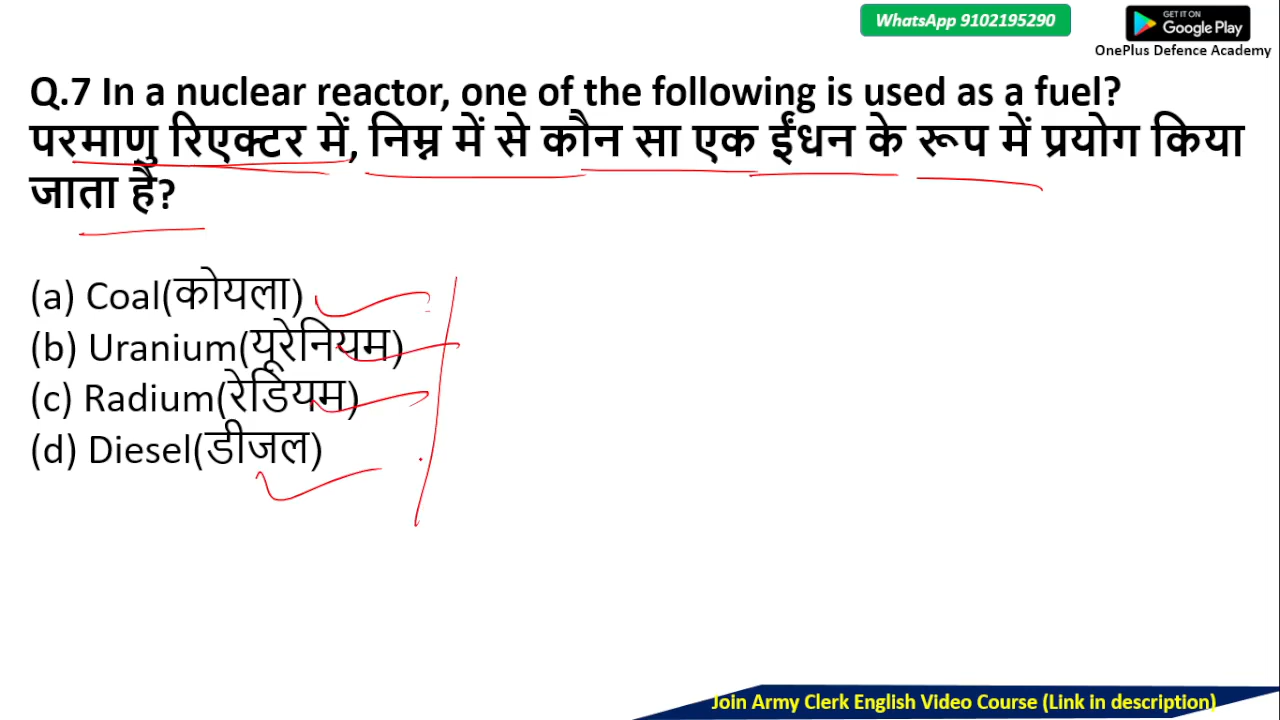 WhatsApp 9102195290
GET IT ON
Google Play
OnePlus Defence Academy
Q.7 In a nuclear reactor, one of the following is used as a fuel?
परमाणु रिएक्टर में, निम्न में से कौन सा एक ईंधन के रूप में प्रयोग किया
जाता है?
(a) Coal(कोयला)
(b) Uranium(यूरेनियम)
(c) Radium(रेडियम)
(d) Diesel(डीजल)
Join Army Clerk English Video Course (Link in description)